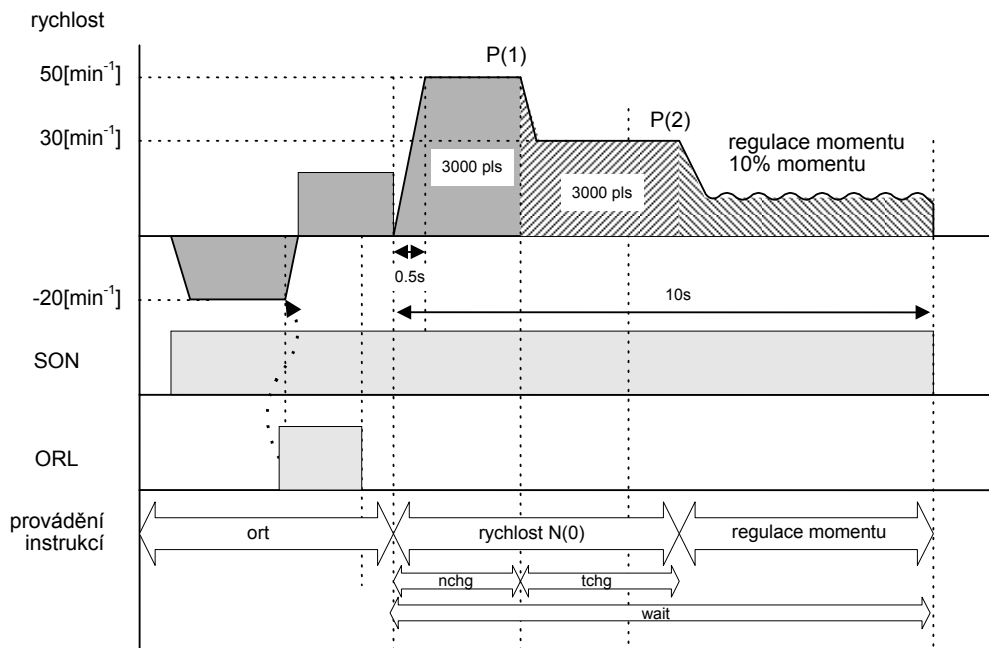 rychlost
P(1)
50[min⁻¹]
P(2)
30[min⁻¹]
regulace momentu
10% momentu
3000 pls
3000 pls
0.5s
-20[min⁻¹]
10s
SON
ORL
provádění
instrukcí
ort
rychlost N(0)
regulace momentu
nchg
tchg
wait